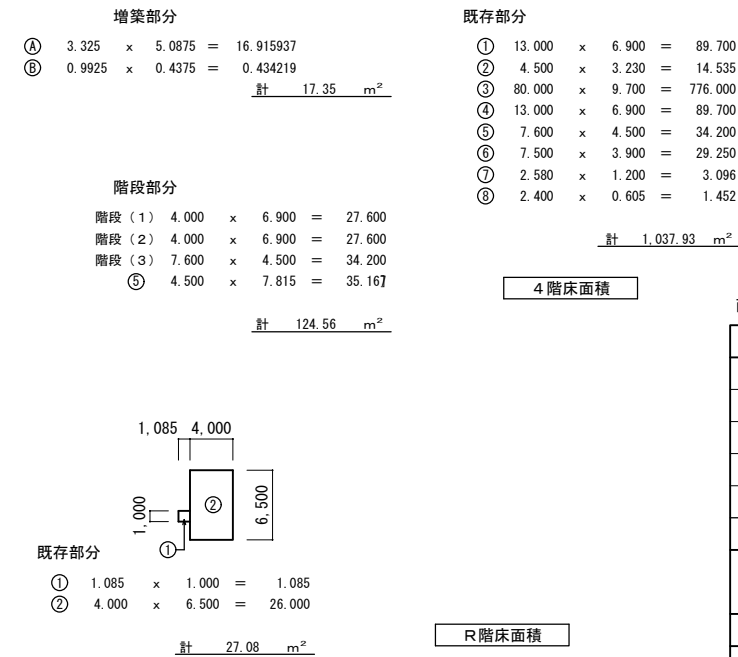 増築部分
Ⓐ 3.325 x 5.0875 = 16.915937
Ⓑ 0.9925 x 0.4375 = 0.434219
計 17.35 m²
階段部分
階段(1) 4.000 x 6.900 = 27.600
階段(2) 4.000 x 6.900 = 27.600
階段(3) 7.600 x 4.500 = 34.200
⑤ 4.500 x 7.815 = 35.167
計 124.56 m²
既存部分
① 13.000 x 6.900 = 89.700
② 4.500 x 3.230 = 14.535
③ 80.000 x 9.700 = 776.000
④ 13.000 x 6.900 = 89.700
⑤ 7.600 x 4.500 = 34.200
⑥ 7.500 x 3.900 = 29.250
⑦ 2.580 x 1.200 = 3.096
⑧ 2.400 x 0.605 = 1.452
計 1,037.93 m²
4階床面積
1,085 4,000
1,000
②
6,500
①
既存部分
① 1.085 x 1.000 = 1.085
② 4.000 x 6.500 = 26.000
計 27.08 m²
R階床面積